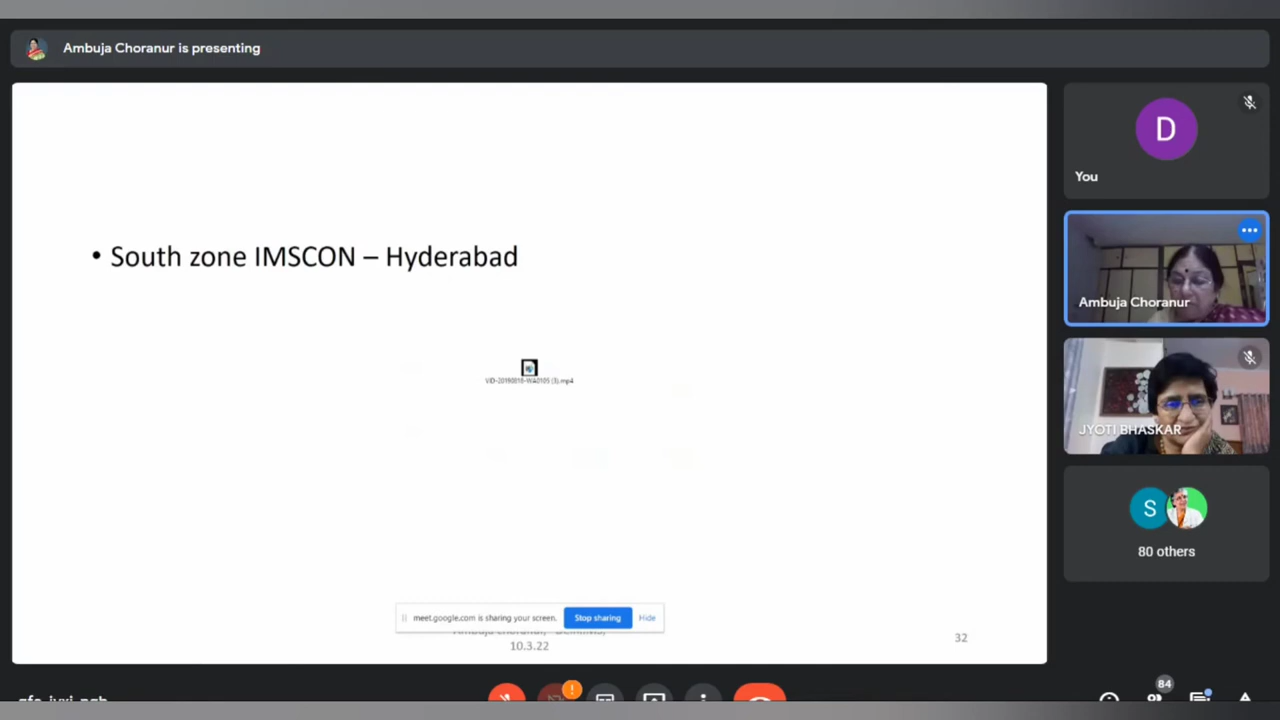 Ambuja Choranur is presenting
D
You
• South zone IMSCON – Hyderabad
Ambuja Choranur
JYOTI BHASKAR
S
80 others
meet.google.com is sharing your screen.
Stop sharing
Hide
10.3.22
32
84